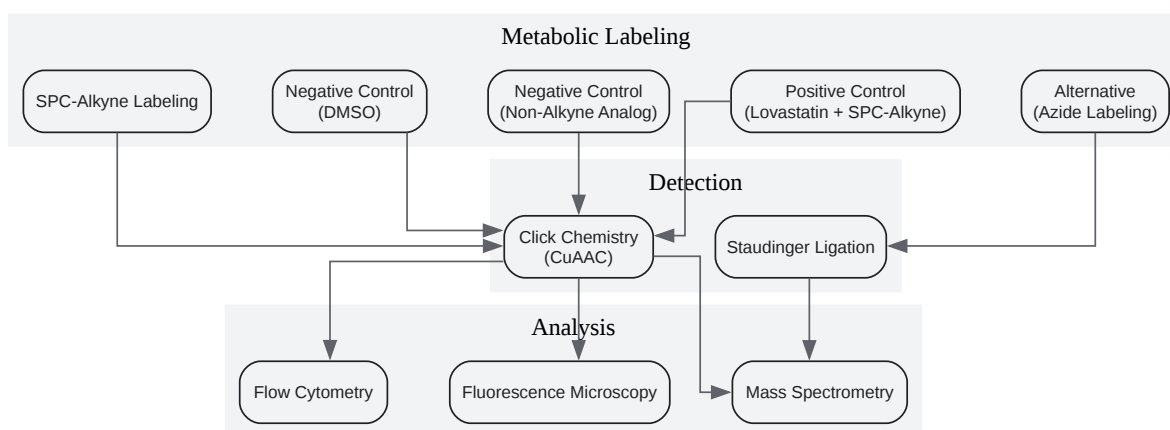 Metabolic Labeling
SPC-Alkyne Labeling
Negative Control
(DMSO)
Negative Control
(Non-Alkyne Analog)
Positive Control
(Lovastatin + SPC-Alkyne)
Alternative
(Azide Labeling)
Detection
Click Chemistry
(CuAAC)
Staudinger Ligation
Analysis
Flow Cytometry
Fluorescence Microscopy
Mass Spectrometry